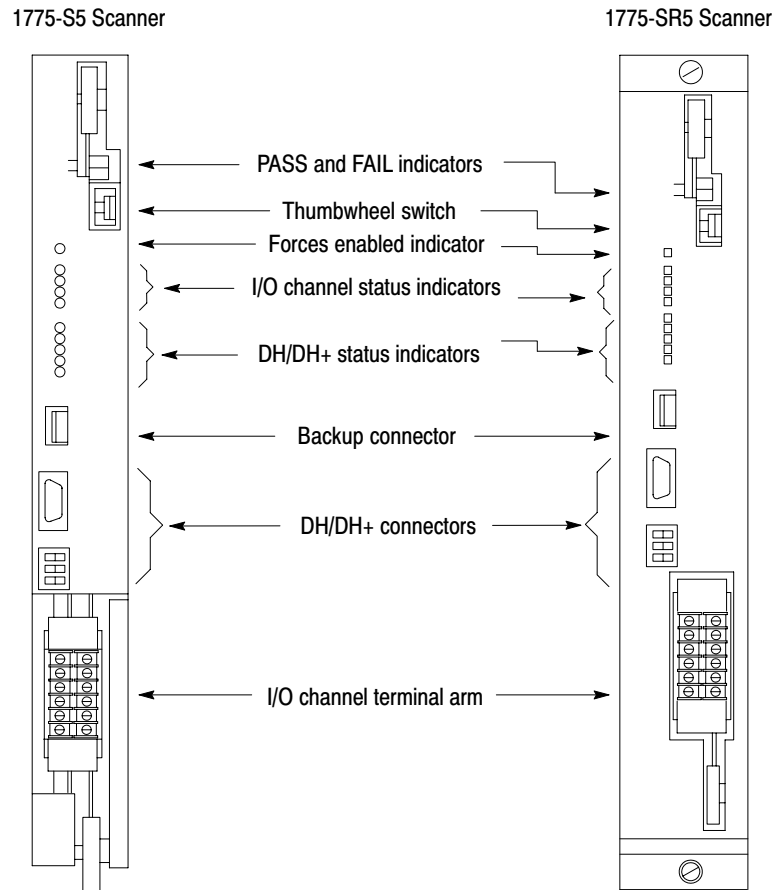 1775-S5 Scanner
1775-SR5 Scanner
PASS and FAIL indicators
Thumbwheel switch
Forces enabled indicator
I/O channel status indicators
DH/DH+ status indicators
Backup connector
DH/DH+ connectors
I/O channel terminal arm